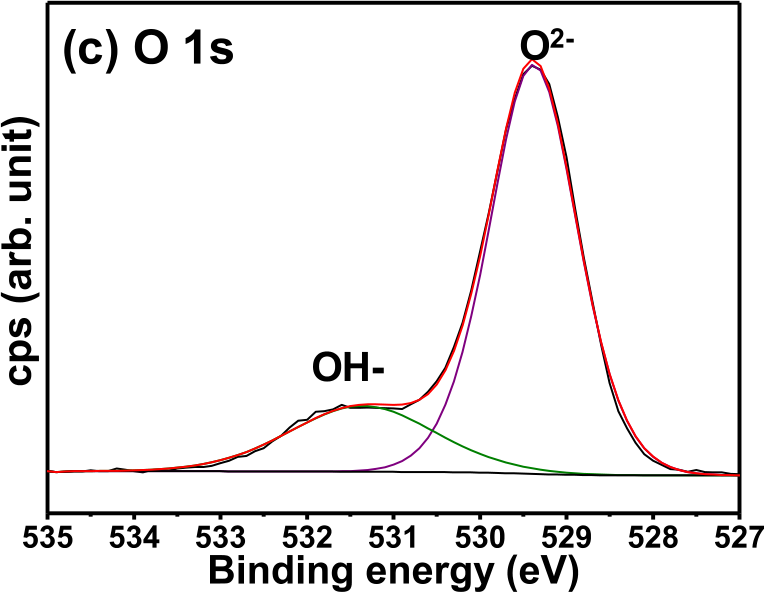 (c) O 1s
O²⁻
OH-
cps (arb. unit)
535 534 533 532 531 530 529 528 527
Binding energy (eV)